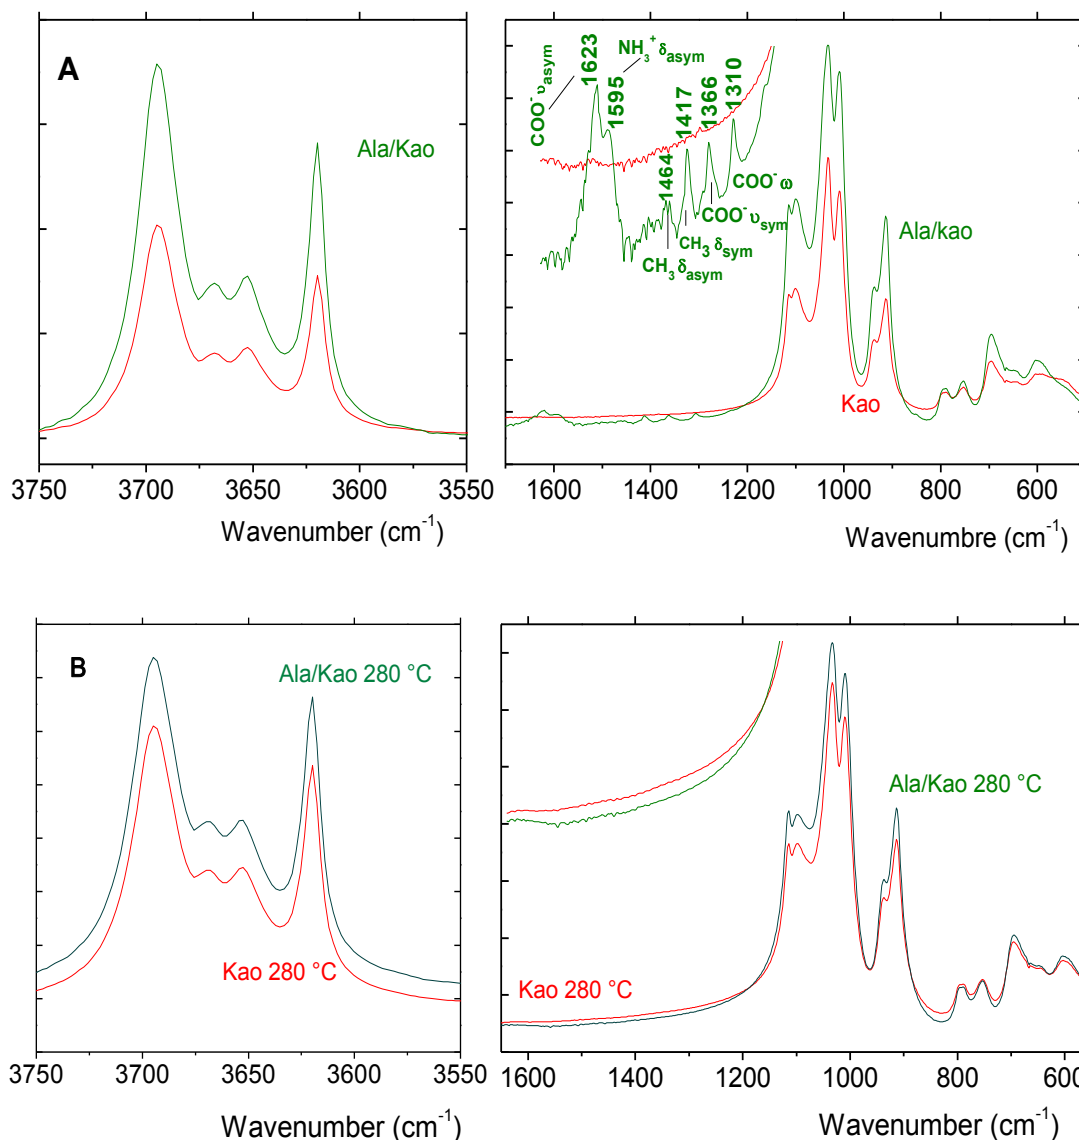 A
Ala/Kao
3750 3700 3650 3600 3550
Wavenumber (cm⁻¹)
COO⁻ υasym
1623
NH₃⁺ δasym
1595
1464
1417
1366
1310
COO⁻ ω
COO⁻ υsym
CH₃ δsym
CH₃ δasym
Ala/kao
Kao
1600 1400 1200 1000 800 600
Wavenumbre (cm⁻¹)
B
Ala/Kao 280 °C
Kao 280 °C
3750 3700 3650 3600 3550
Wavenumber (cm⁻¹)
Ala/Kao 280 °C
Kao 280 °C
1600 1400 1200 1000 800 600
Wavenumber (cm⁻¹)